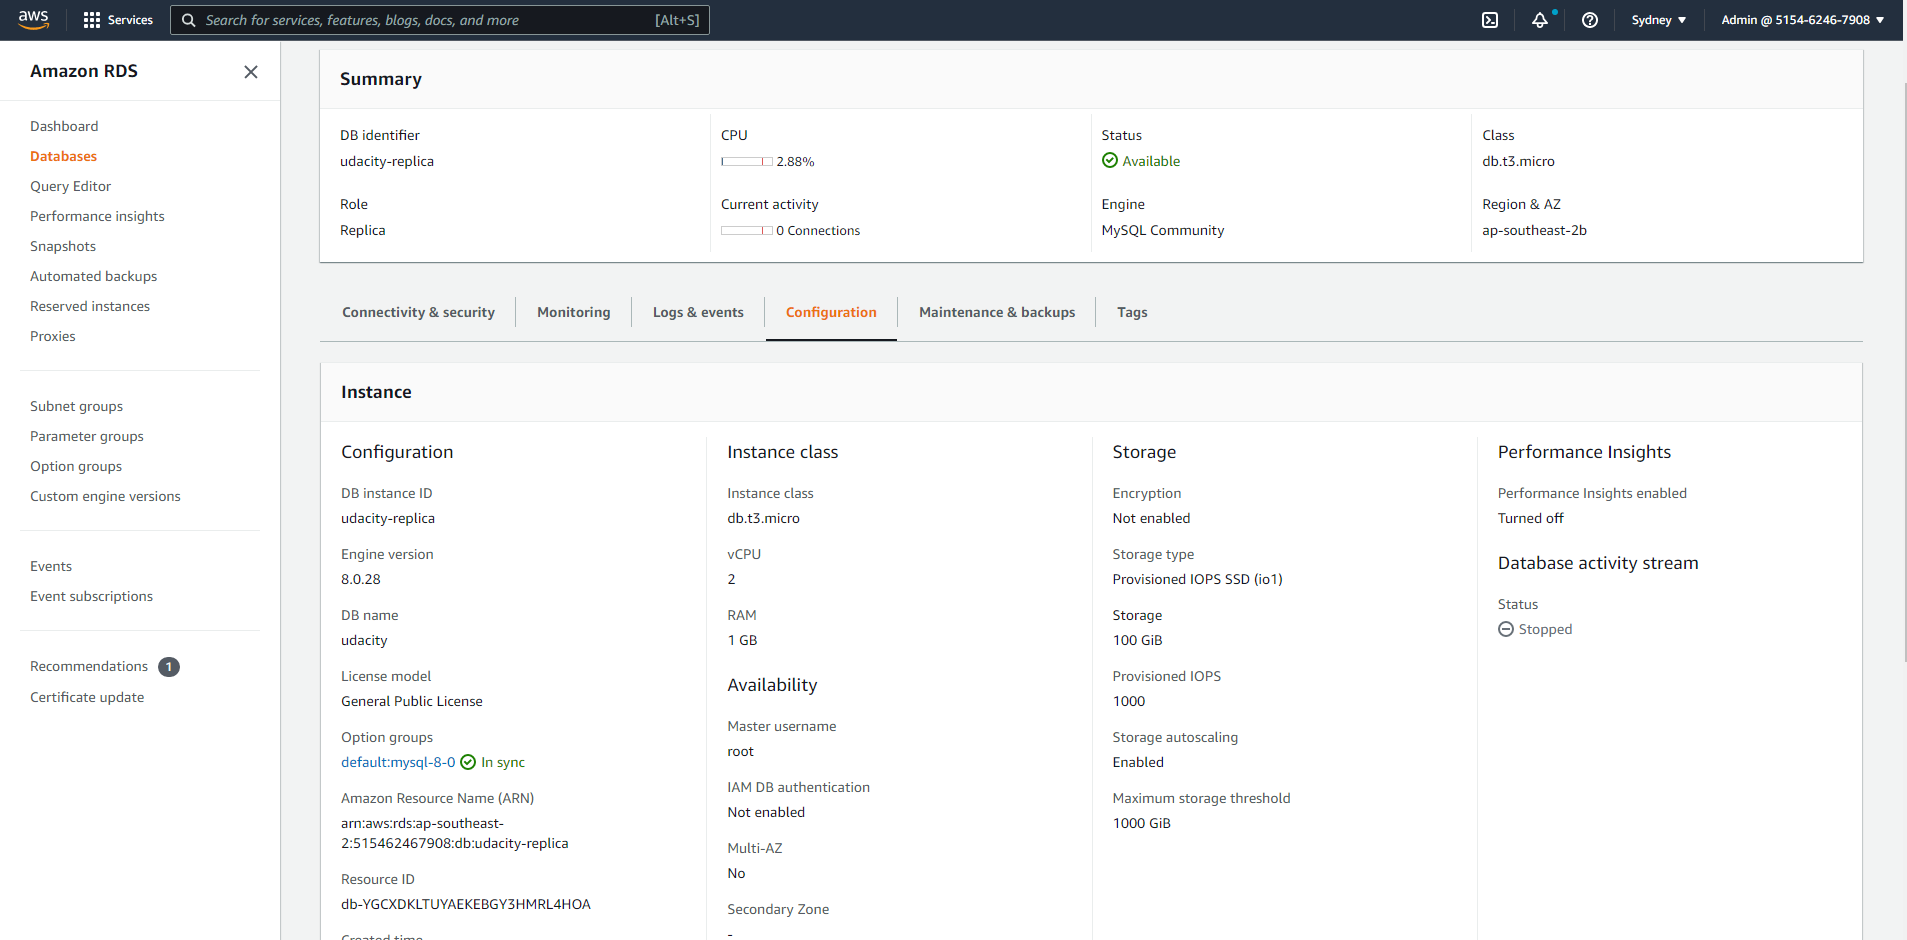 aws
Services
Search for services, features, blogs, docs, and more
[Alt+S]
Sydney ▼
Admin @ 5154-6246-7908 ▼
Amazon RDS
Dashboard
Databases
Query Editor
Performance insights
Snapshots
Automated backups
Reserved instances
Proxies
Subnet groups
Parameter groups
Option groups
Custom engine versions
Events
Event subscriptions
Recommendations 1
Certificate update
Summary
DB identifier
udacity-replica
CPU
2.88%
Status
Available
Class
db.t3.micro
Role
Replica
Current activity
0 Connections
Engine
MySQL Community
Region & AZ
ap-southeast-2b
Connectivity & security
Monitoring
Logs & events
Configuration
Maintenance & backups
Tags
Instance
Configuration
DB instance ID
udacity-replica
Engine version
8.0.28
DB name
udacity
License model
General Public License
Option groups
default:mysql-8-0 In sync
Amazon Resource Name (ARN)
arn:aws:rds:ap-southeast-
2:515462467908:db:udacity-replica
Resource ID
db-YGCXDKLTUYAEKEBGY3HMRL4HOA
Created time
Instance class
Instance class
db.t3.micro
vCPU
2
RAM
1 GB
Availability
Master username
root
IAM DB authentication
Not enabled
Multi-AZ
No
Secondary Zone
-
Storage
Encryption
Not enabled
Storage type
Provisioned IOPS SSD (io1)
Storage
100 GiB
Provisioned IOPS
1000
Storage autoscaling
Enabled
Maximum storage threshold
1000 GiB
Performance Insights
Performance Insights enabled
Turned off
Database activity stream
Status
Stopped